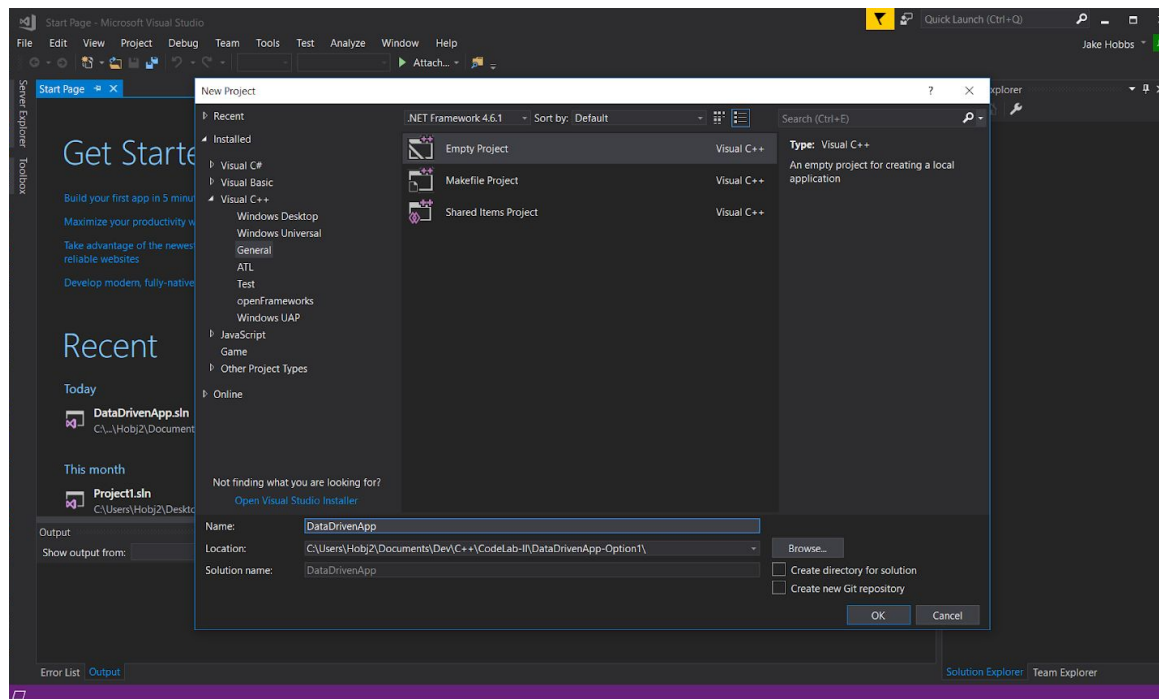 Start Page - Microsoft Visual Studio
Quick Launch (Ctrl+Q)
File Edit View Project Debug Team Tools Test Analyze Window Help
Jake Hobbs
Attach...
Server Explorer
Toolbox
Start Page
Get Starte
Build your first app in 5 minu
Maximize your productivity w
Take advantage of the newes
reliable websites
Develop modern, fully-native
Recent
Today
DataDrivenApp.sln
C:\...\Hobj2\Document
This month
Project1.sln
C:\Users\Hobj2\Deskto
Output
Show output from:
Error List Output
New Project ?
Recent
Installed
Visual C#
Visual Basic
Visual C++
Windows Desktop
Windows Universal
General
ATL
Test
openFrameworks
Windows UAP
JavaScript
Game
Other Project Types
Online
Not finding what you are looking for?
Open Visual Studio Installer
.NET Framework 4.6.1 Sort by: Default
Search (Ctrl+E)
Empty Project Visual C++
Makefile Project Visual C++
Shared Items Project Visual C++
Type: Visual C++
An empty project for creating a local
application
Name: DataDrivenApp
Location: C:\Users\Hobj2\Documents\Dev\C++\CodeLab-II\DataDrivenApp-Option1\ Browse...
Solution name: DataDrivenApp
Create directory for solution
Create new Git repository
OK Cancel
xplorer
Solution Explorer Team Explorer